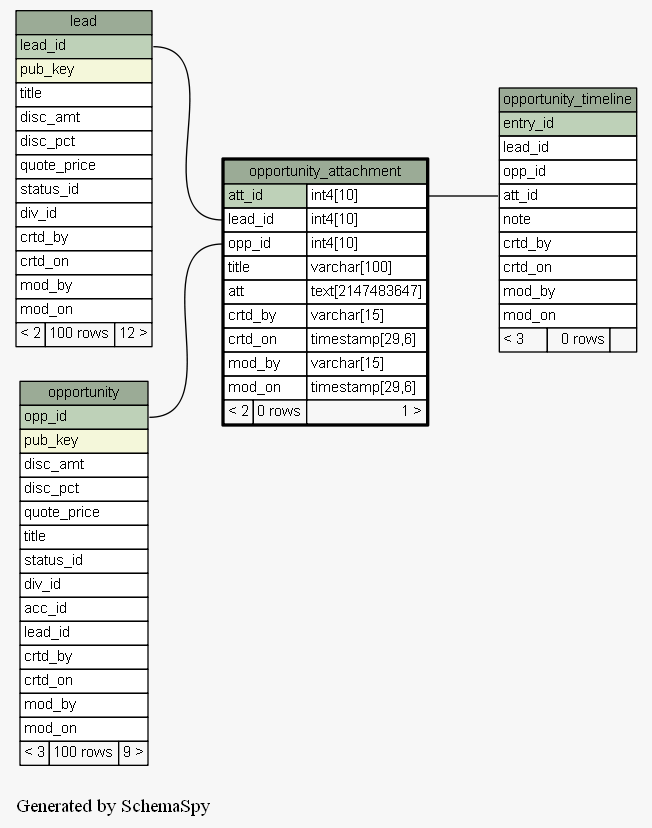 lead
lead_id
pub_key
title
disc_amt
disc_pct
quote_price
status_id
div_id
crtd_by
crtd_on
mod_by
mod_on
< 2 100 rows 12 >
opportunity
opp_id
pub_key
disc_amt
disc_pct
quote_price
title
status_id
div_id
acc_id
lead_id
crtd_by
crtd_on
mod_by
mod_on
< 3 100 rows 9 >
opportunity_attachment
att_id int4[10]
lead_id int4[10]
opp_id int4[10]
title varchar[100]
att text[2147483647]
crtd_by varchar[15]
crtd_on timestamp[29,6]
mod_by varchar[15]
mod_on timestamp[29,6]
< 2 0 rows 1 >
opportunity_timeline
entry_id
lead_id
opp_id
att_id
note
crtd_by
crtd_on
mod_by
mod_on
< 3 0 rows
Generated by SchemaSpy